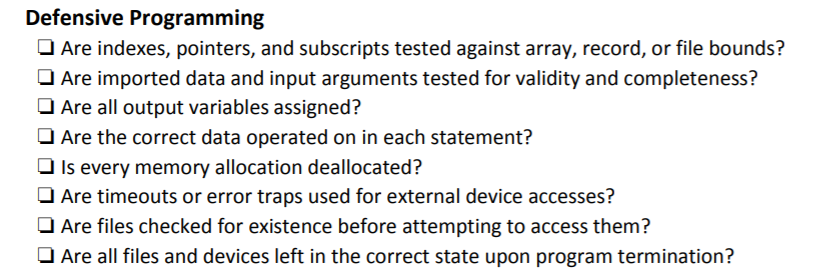 Defensive Programming
❏ Are indexes, pointers, and subscripts tested against array, record, or file bounds?
❏ Are imported data and input arguments tested for validity and completeness?
❏ Are all output variables assigned?
❏ Are the correct data operated on in each statement?
❏ Is every memory allocation deallocated?
❏ Are timeouts or error traps used for external device accesses?
❏ Are files checked for existence before attempting to access them?
❏ Are all files and devices left in the correct state upon program termination?